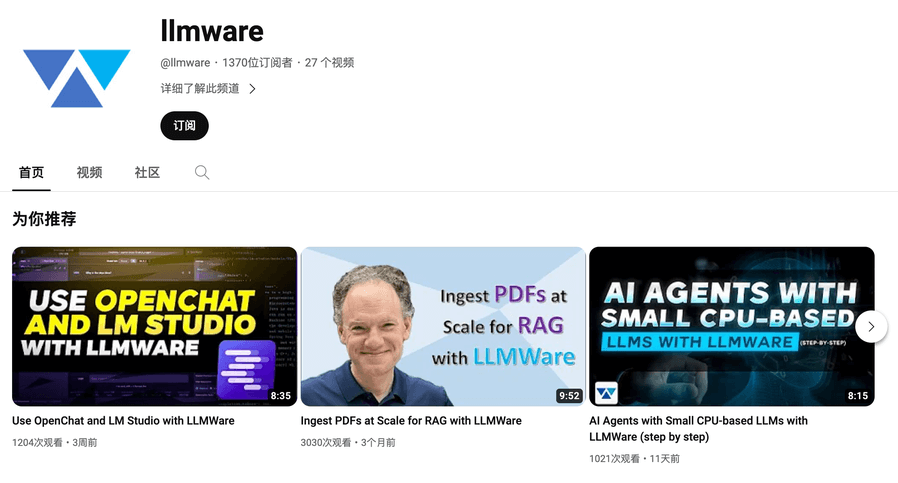 llmware
@llmware · 1370位订阅者 · 27 个视频
详细了解此频道
订阅
首页
视频
社区
为你推荐
USE OPENCHAT
AND LM STUDIO
WITH LLMWARE
8:35
Ingest PDFs at
Scale for RAG
with LLMWare
9:52
AI AGENTS WITH
SMALL CPU-BASED
LLMS WITH LLMWARE (STEP-BY-STEP)
8:15
Use OpenChat and LM Studio with LLMWare
1204次观看 · 3周前
Ingest PDFs at Scale for RAG with LLMWare
3030次观看 · 3个月前
AI Agents with Small CPU-based LLMs with
LLMWare (step by step)
1021次观看 · 11天前